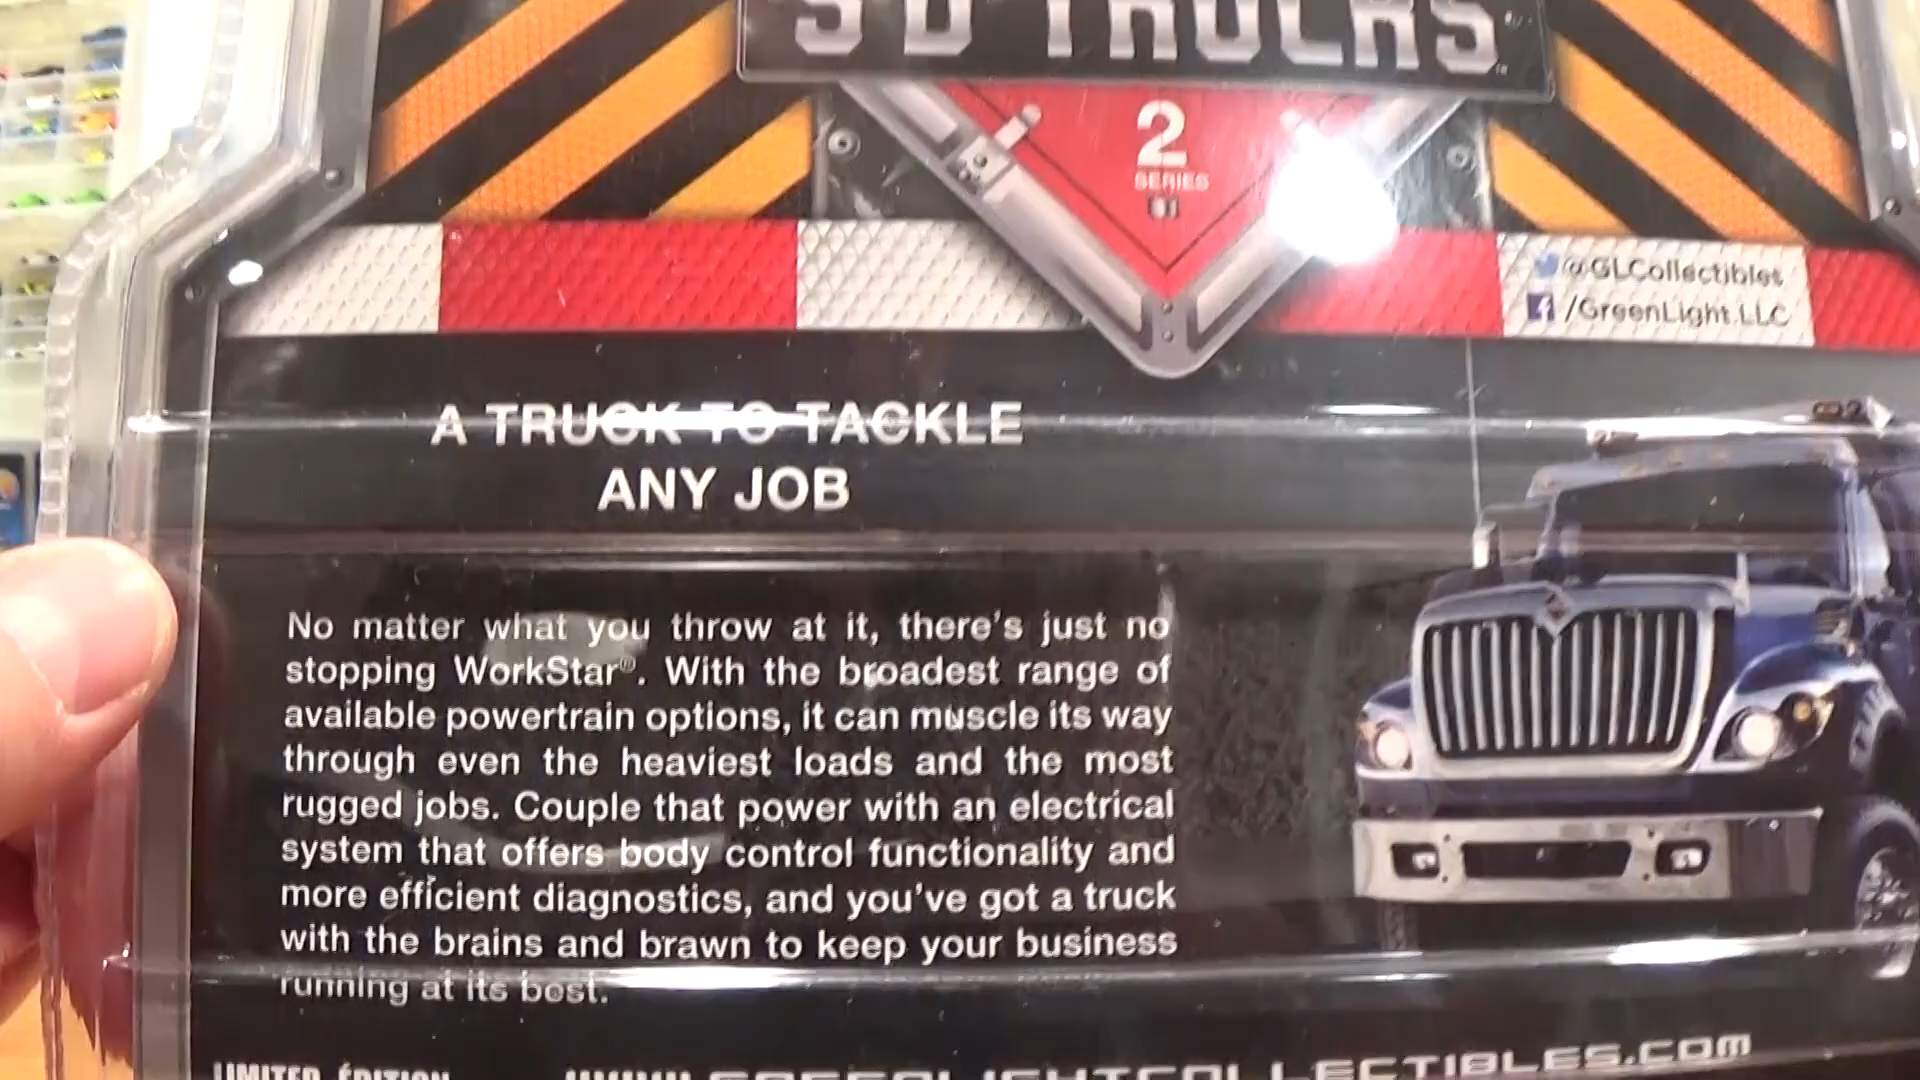 S·D TRUCKS
2
SERIES
@GLCollectibles
/GreenLight.LLC
A TRUCK TO TACKLE
ANY JOB
No matter what you throw at it, there's just no
stopping WorkStar®. With the broadest range of
available powertrain options, it can muscle its way
through even the heaviest loads and the most
rugged jobs. Couple that power with an electrical
system that offers body control functionality and
more efficient diagnostics, and you've got a truck
with the brains and brawn to keep your business
running at its best.
LIMITED EDITION
WWW.GREENLIGHTCOLLECTIBLES.COM